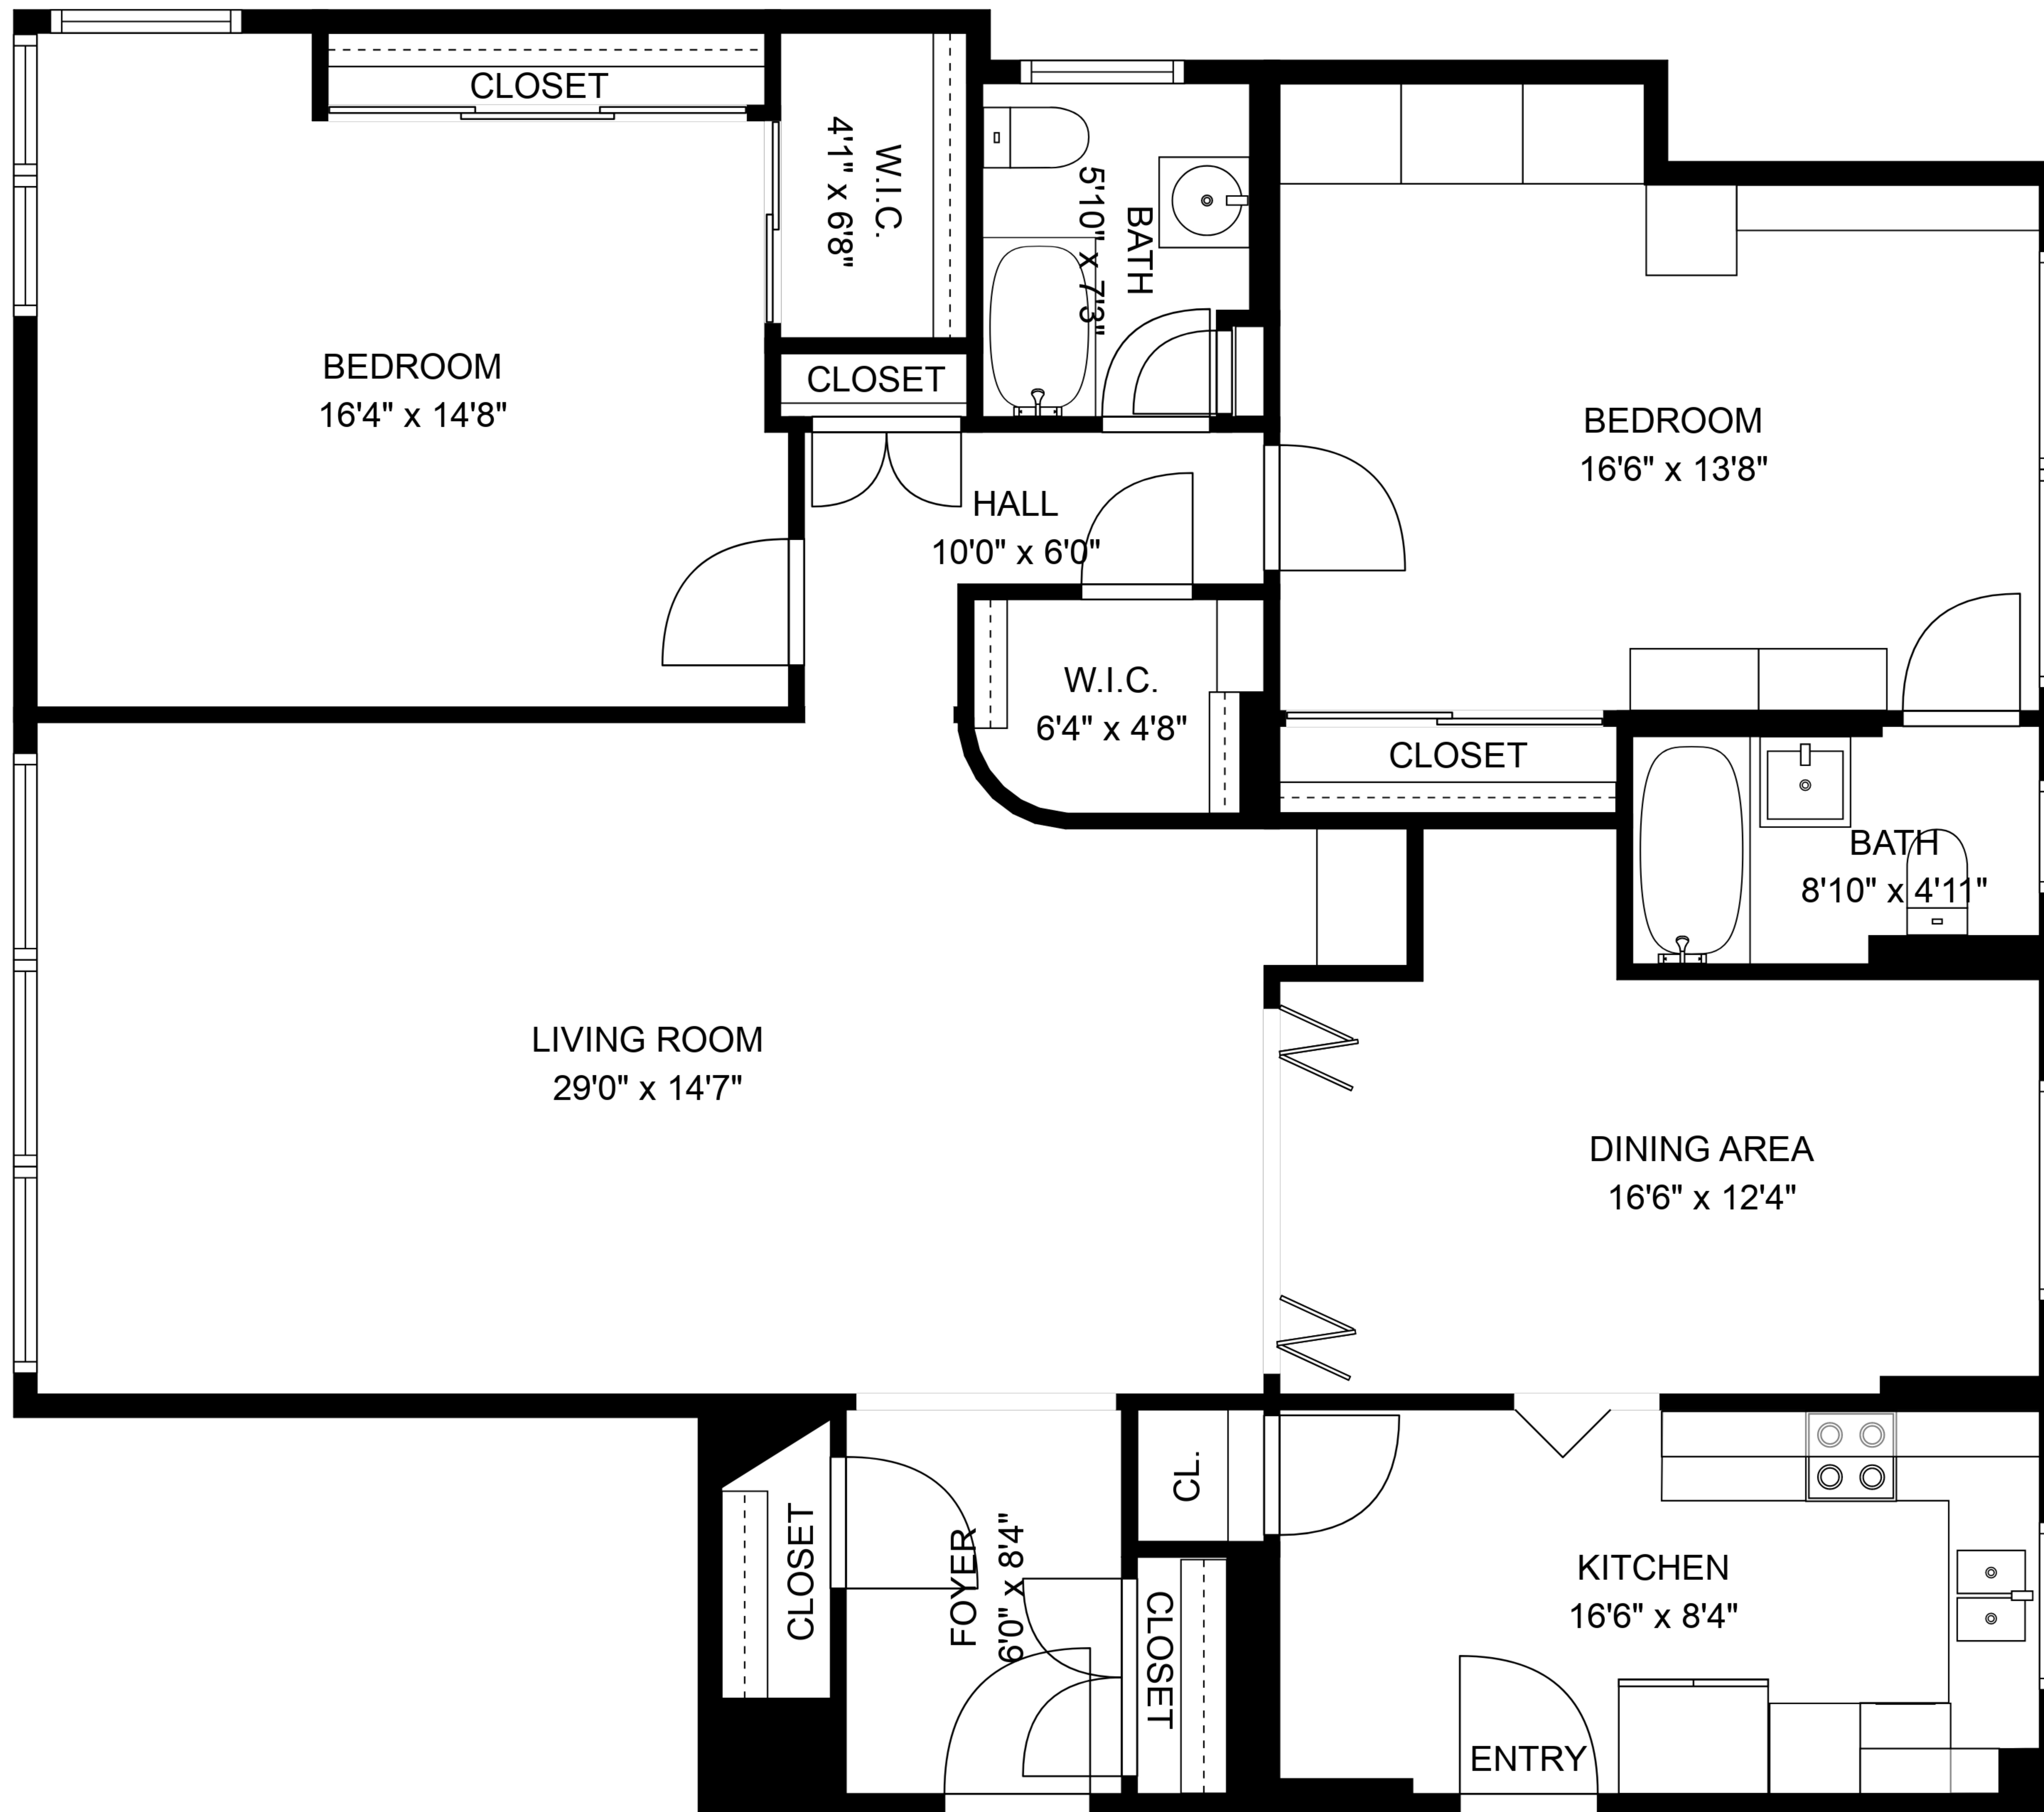 CLOSET
W.I.C.
4'1" x 6'8"
BATH
5'10" x 7'3"
BEDROOM
16'4" x 14'8"
CLOSET
BEDROOM
16'6" x 13'8"
HALL
10'0" x 6'0"
W.I.C.
6'4" x 4'8"
CLOSET
BATH
8'10" x 4'11"
LIVING ROOM
29'0" x 14'7"
DINING AREA
16'6" x 12'4"
CLOSET
FOYER
6'0" x 8'4"
CL.
CLOSET
KITCHEN
16'6" x 8'4"
ENTRY